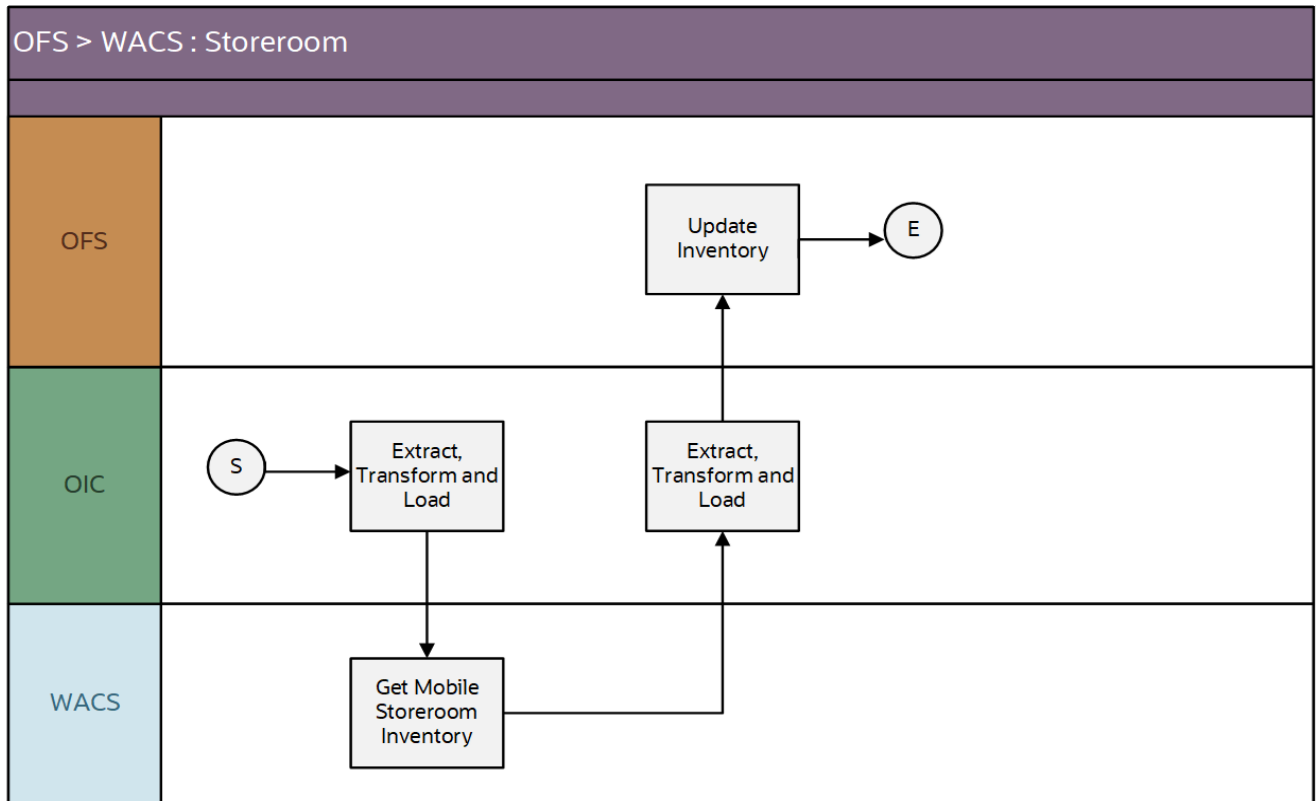 OFS > WACS : Storeroom
OFS
Update
Inventory
E
OIC
S
Extract,
Transform and
Load
Extract,
Transform and
Load
WACS
Get Mobile
Storeroom
Inventory